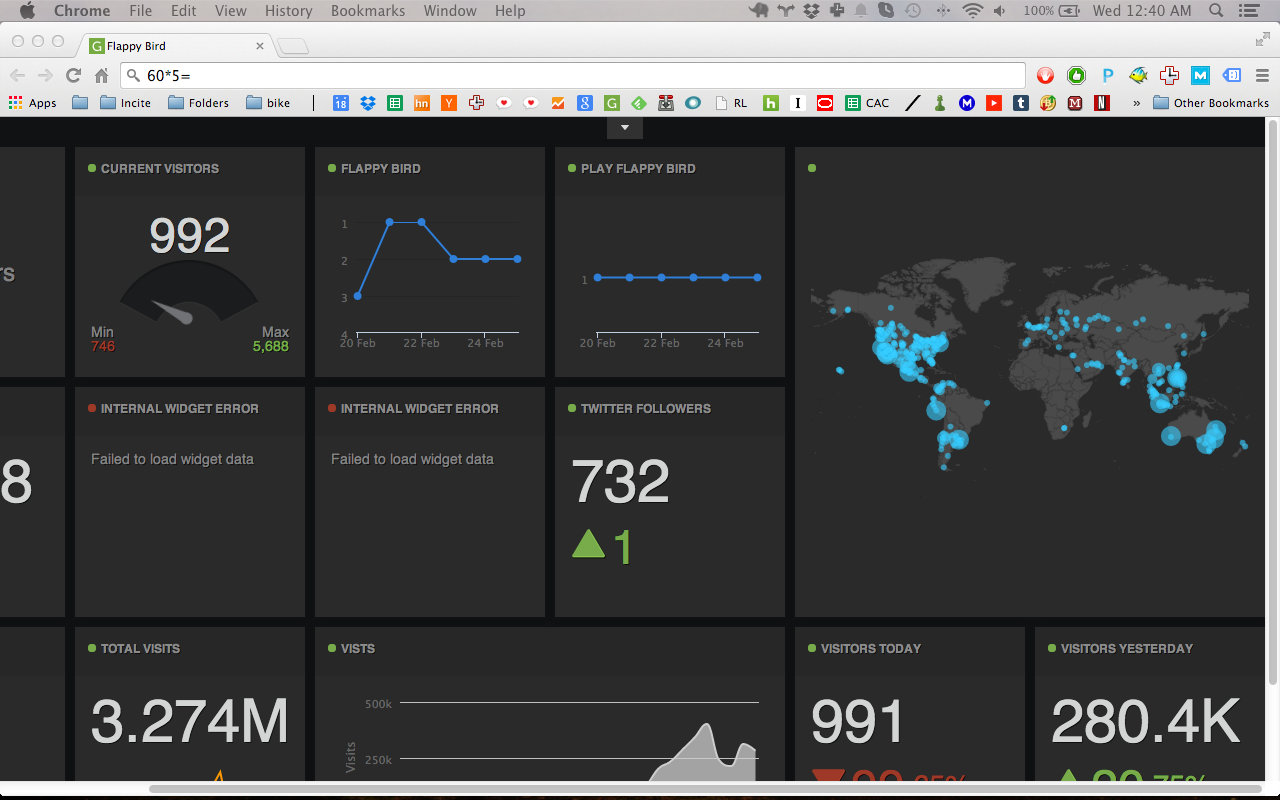 Chrome File Edit View History Bookmarks Window Help 100% Wed 12:40 AM
Flappy Bird
60*5=
Apps Incite Folders bike 18 hn RL CAC » Other Bookmarks
CURRENT VISITORS
992
Min
746
Max
5,688
FLAPPY BIRD
1
2
3
4
20 Feb 22 Feb 24 Feb
PLAY FLAPPY BIRD
1
20 Feb 22 Feb 24 Feb
rs
8
INTERNAL WIDGET ERROR
Failed to load widget data
INTERNAL WIDGET ERROR
Failed to load widget data
TWITTER FOLLOWERS
732
1
TOTAL VISITS
3.274M
VISTS
500k
250k
Visits
VISITORS TODAY
991
VISITORS YESTERDAY
280.4K